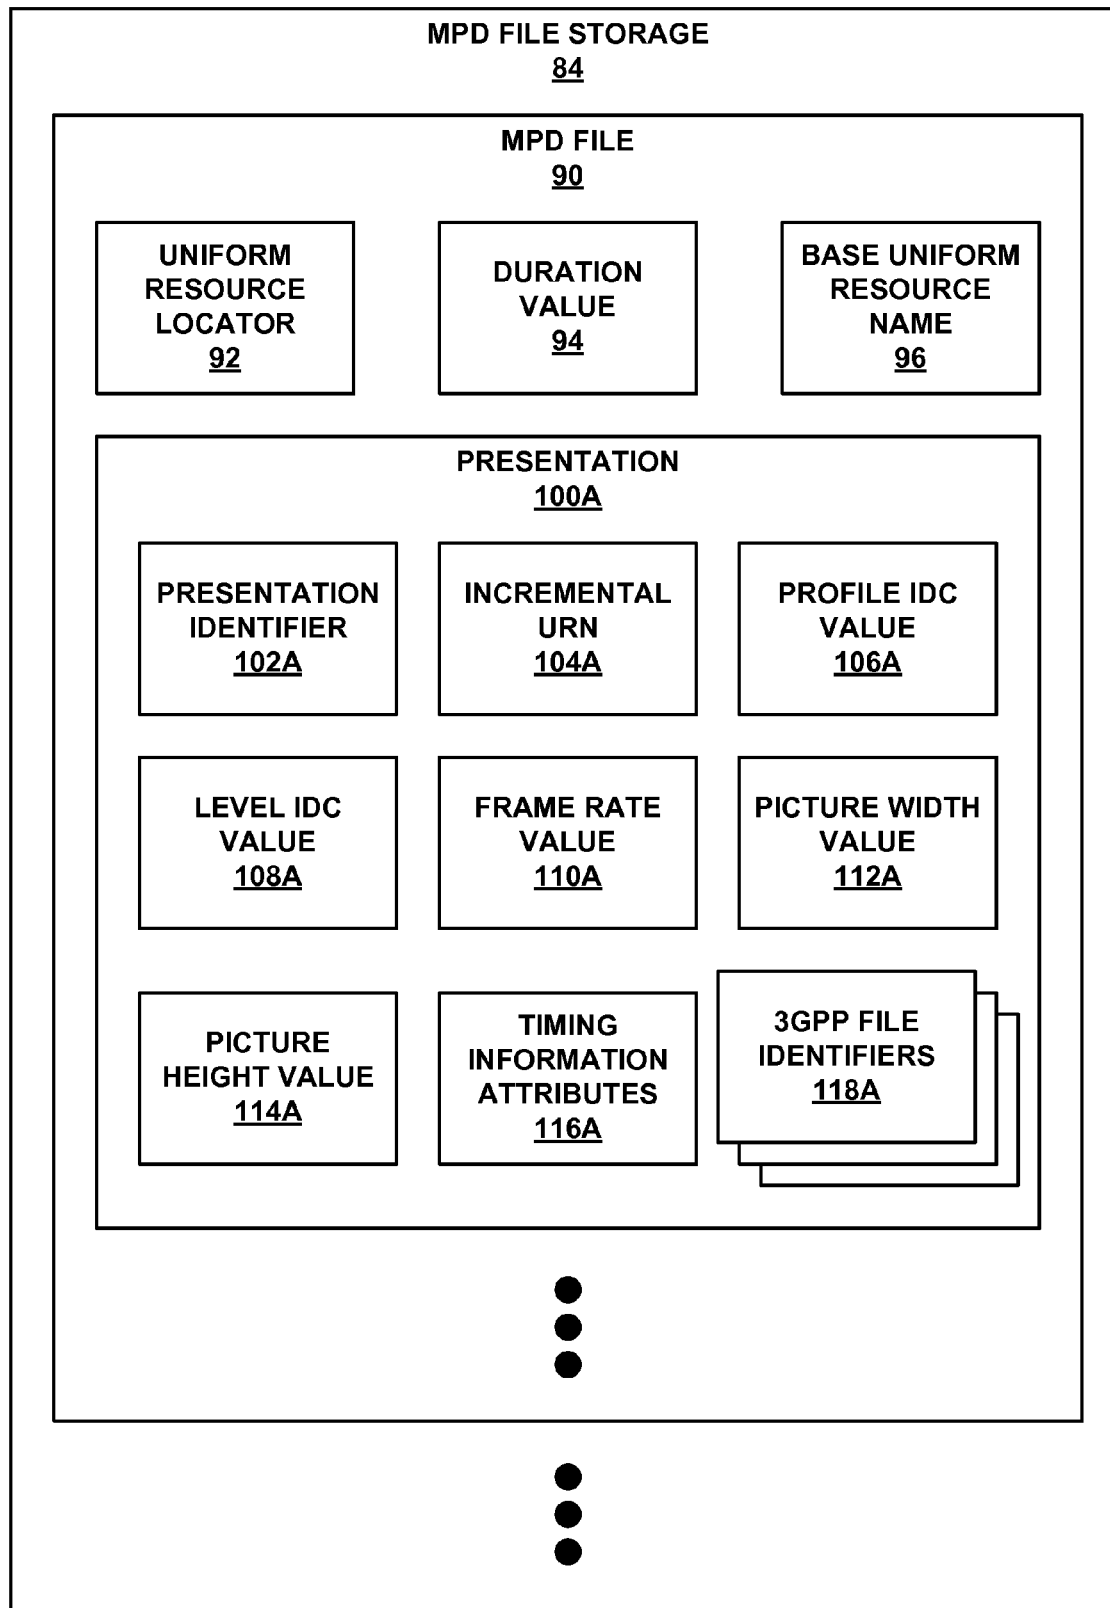 MPD FILE STORAGE
84
MPD FILE
90
UNIFORM
RESOURCE
LOCATOR
92
DURATION
VALUE
94
BASE UNIFORM
RESOURCE
NAME
96
PRESENTATION
100A
PRESENTATION
IDENTIFIER
102A
INCREMENTAL
URN
104A
PROFILE IDC
VALUE
106A
LEVEL IDC
VALUE
108A
FRAME RATE
VALUE
110A
PICTURE WIDTH
VALUE
112A
PICTURE
HEIGHT VALUE
114A
TIMING
INFORMATION
ATTRIBUTES
116A
3GPP FILE
IDENTIFIERS
118A